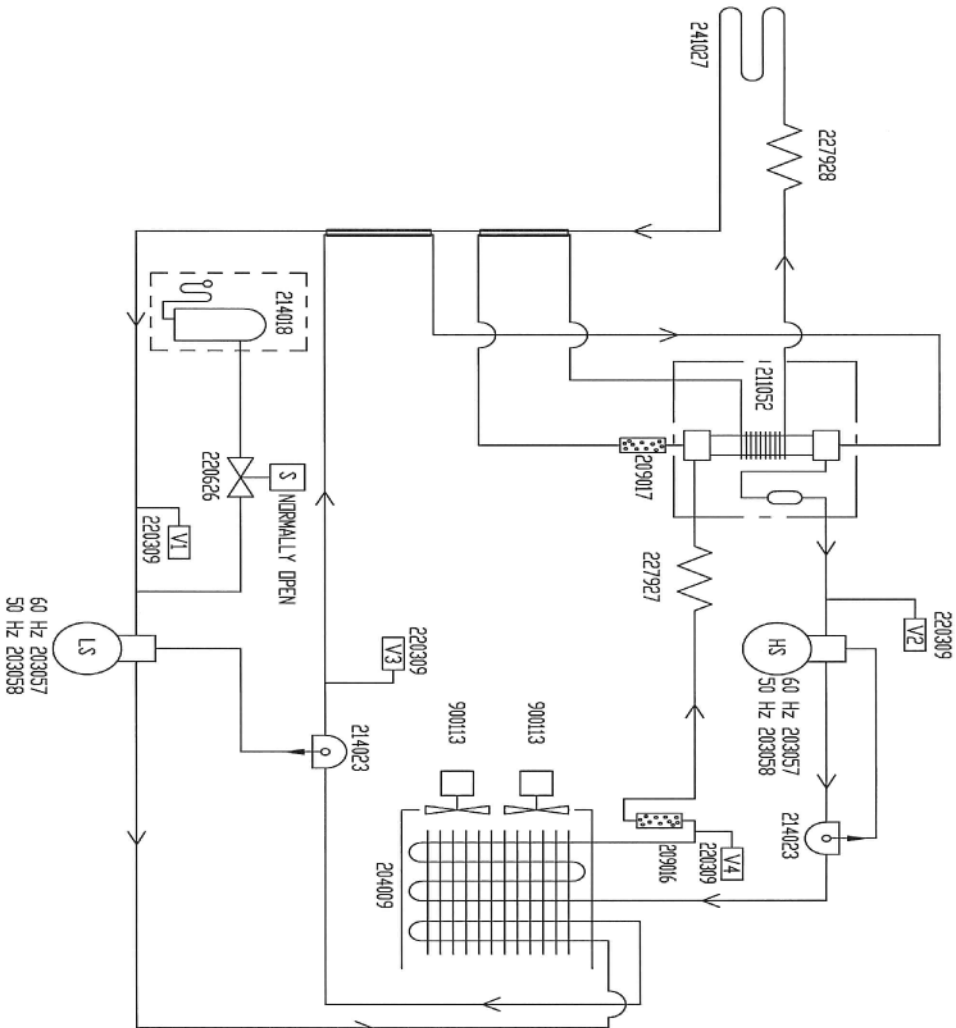 241027
227928
211052
214018
S
NORMALLY OPEN
220626
209017
V1
220309
227927
V2
220309
LS
60 Hz 203057
50 Hz 203058
HS
60 Hz 203057
50 Hz 203058
V3
220309
214023
900113
900113
214023
V4
220309
209016
204009